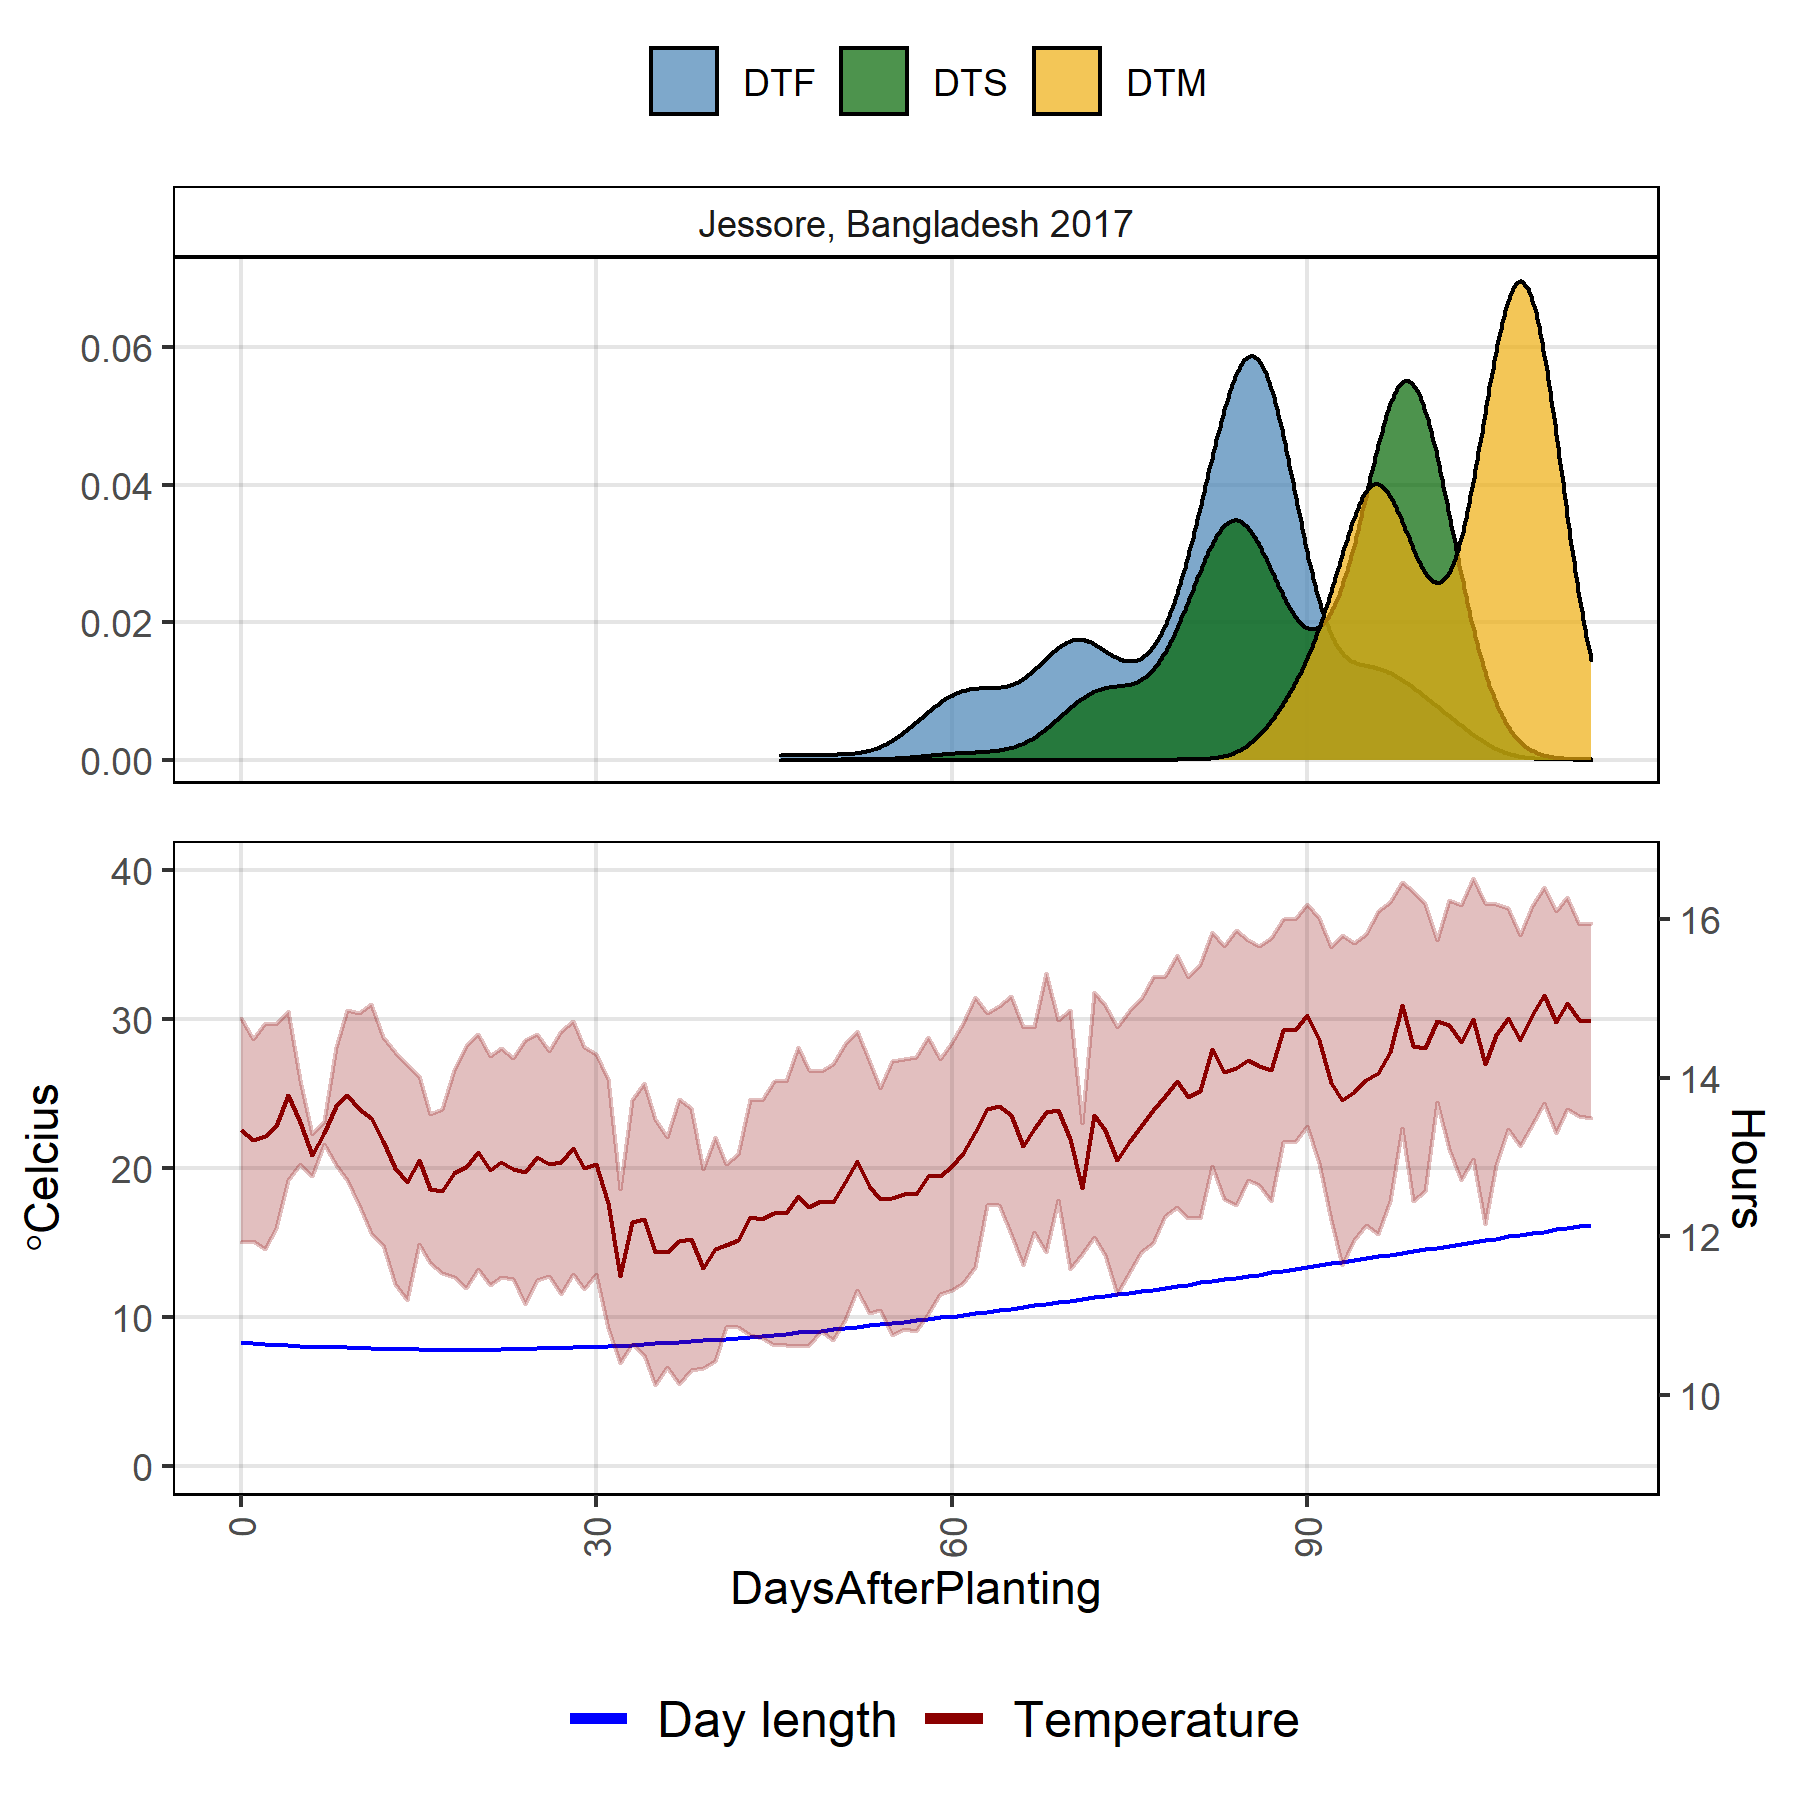 DTF DTS DTM
Jessore, Bangladesh 2017
0.06
0.04
0.02
0.00
40
30
20
10
0
°Celcius
16
14
12
10
Hours
0 30 60 90
DaysAfterPlanting
Day length Temperature